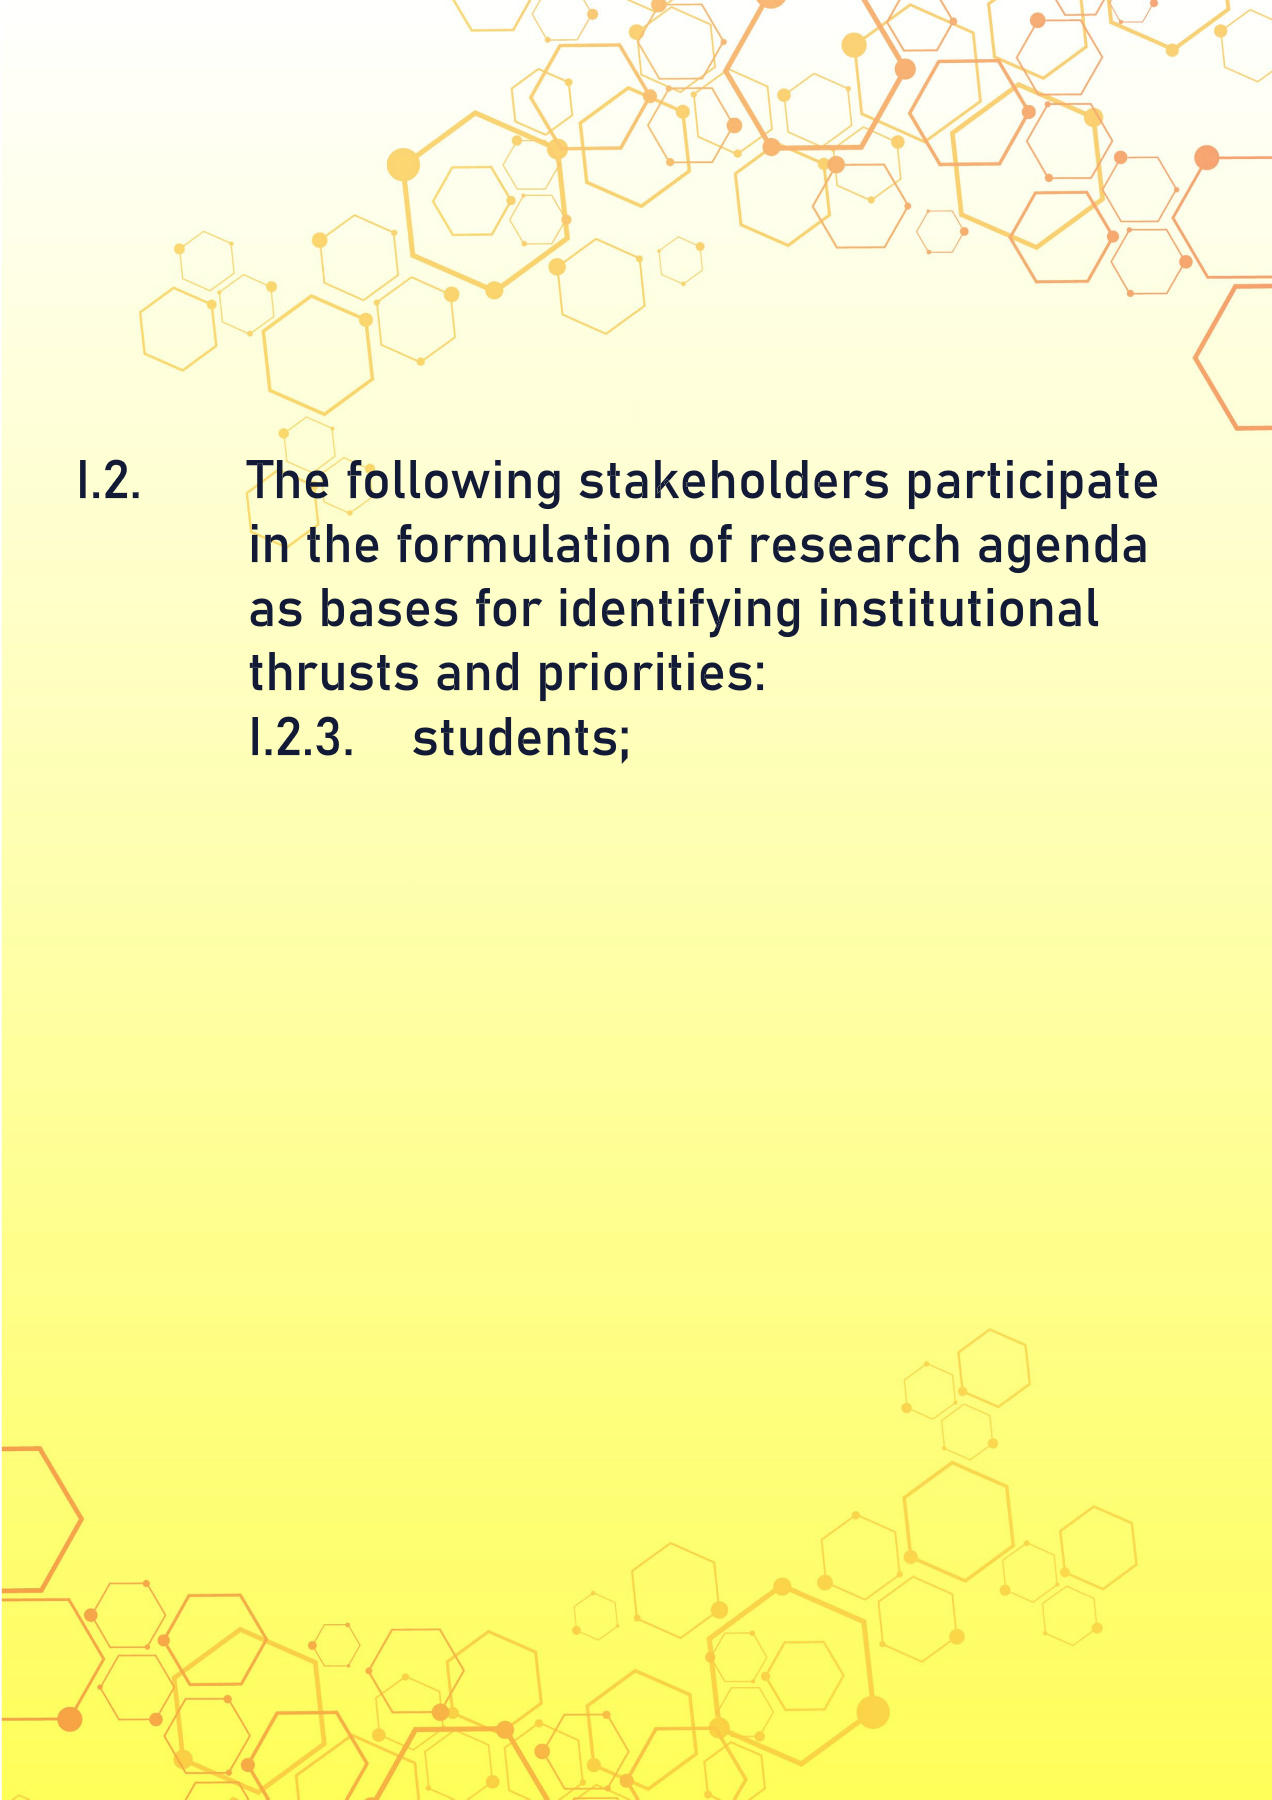 I.2. The following stakeholders participate
in the formulation of research agenda
as bases for identifying institutional
thrusts and priorities:
I.2.3. students;